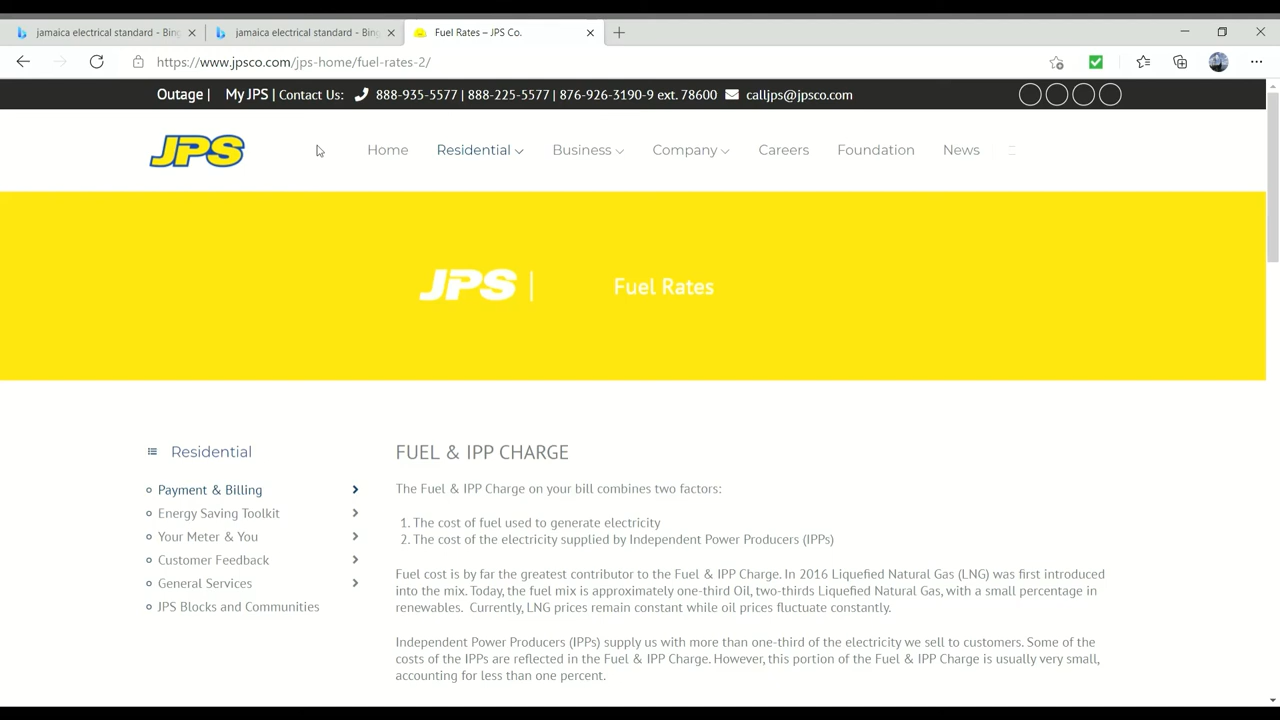 jamaica electrical standard - Bing
jamaica electrical standard - Bing
Fuel Rates – JPS Co.
https://www.jpsco.com/jps-home/fuel-rates-2/
Outage | My JPS | Contact Us: 888-935-5577 | 888-225-5577 | 876-926-3190-9 ext. 78600 calljps@jpsco.com
JPS Home Residential Business Company Careers Foundation News
JPS | Fuel Rates
Residential
Payment & Billing
Energy Saving Toolkit
Your Meter & You
Customer Feedback
General Services
JPS Blocks and Communities
FUEL & IPP CHARGE
The Fuel & IPP Charge on your bill combines two factors:
1. The cost of fuel used to generate electricity
2. The cost of the electricity supplied by Independent Power Producers (IPPs)
Fuel cost is by far the greatest contributor to the Fuel & IPP Charge. In 2016 Liquefied Natural Gas (LNG) was first introduced
into the mix. Today, the fuel mix is approximately one-third Oil, two-thirds Liquefied Natural Gas, with a small percentage in
renewables. Currently, LNG prices remain constant while oil prices fluctuate constantly.
Independent Power Producers (IPPs) supply us with more than one-third of the electricity we sell to customers. Some of the
costs of the IPPs are reflected in the Fuel & IPP Charge. However, this portion of the Fuel & IPP Charge is usually very small,
accounting for less than one percent.